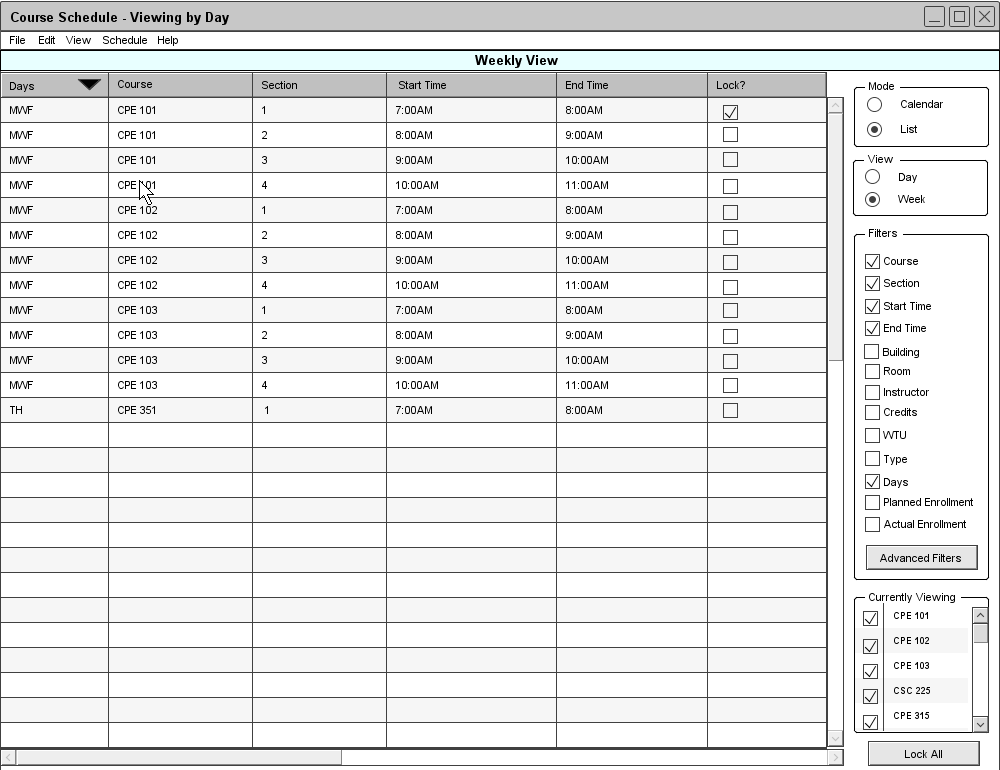 Course Schedule - Viewing by Day
File Edit View Schedule Help
Weekly View
Days Course Section Start Time End Time Lock?
MWF CPE 101 1 7:00AM 8:00AM
MWF CPE 101 2 8:00AM 9:00AM
MWF CPE 101 3 9:00AM 10:00AM
MWF CPE 101 4 10:00AM 11:00AM
MWF CPE 102 1 7:00AM 8:00AM
MWF CPE 102 2 8:00AM 9:00AM
MWF CPE 102 3 9:00AM 10:00AM
MWF CPE 102 4 10:00AM 11:00AM
MWF CPE 103 1 7:00AM 8:00AM
MWF CPE 103 2 8:00AM 9:00AM
MWF CPE 103 3 9:00AM 10:00AM
MWF CPE 103 4 10:00AM 11:00AM
TH CPE 351 1 7:00AM 8:00AM
Mode
Calendar
List
View
Day
Week
Filters
Course
Section
Start Time
End Time
Building
Room
Instructor
Credits
WTU
Type
Days
Planned Enrollment
Actual Enrollment
Advanced Filters
Currently Viewing
CPE 101
CPE 102
CPE 103
CSC 225
CPE 315
Lock All